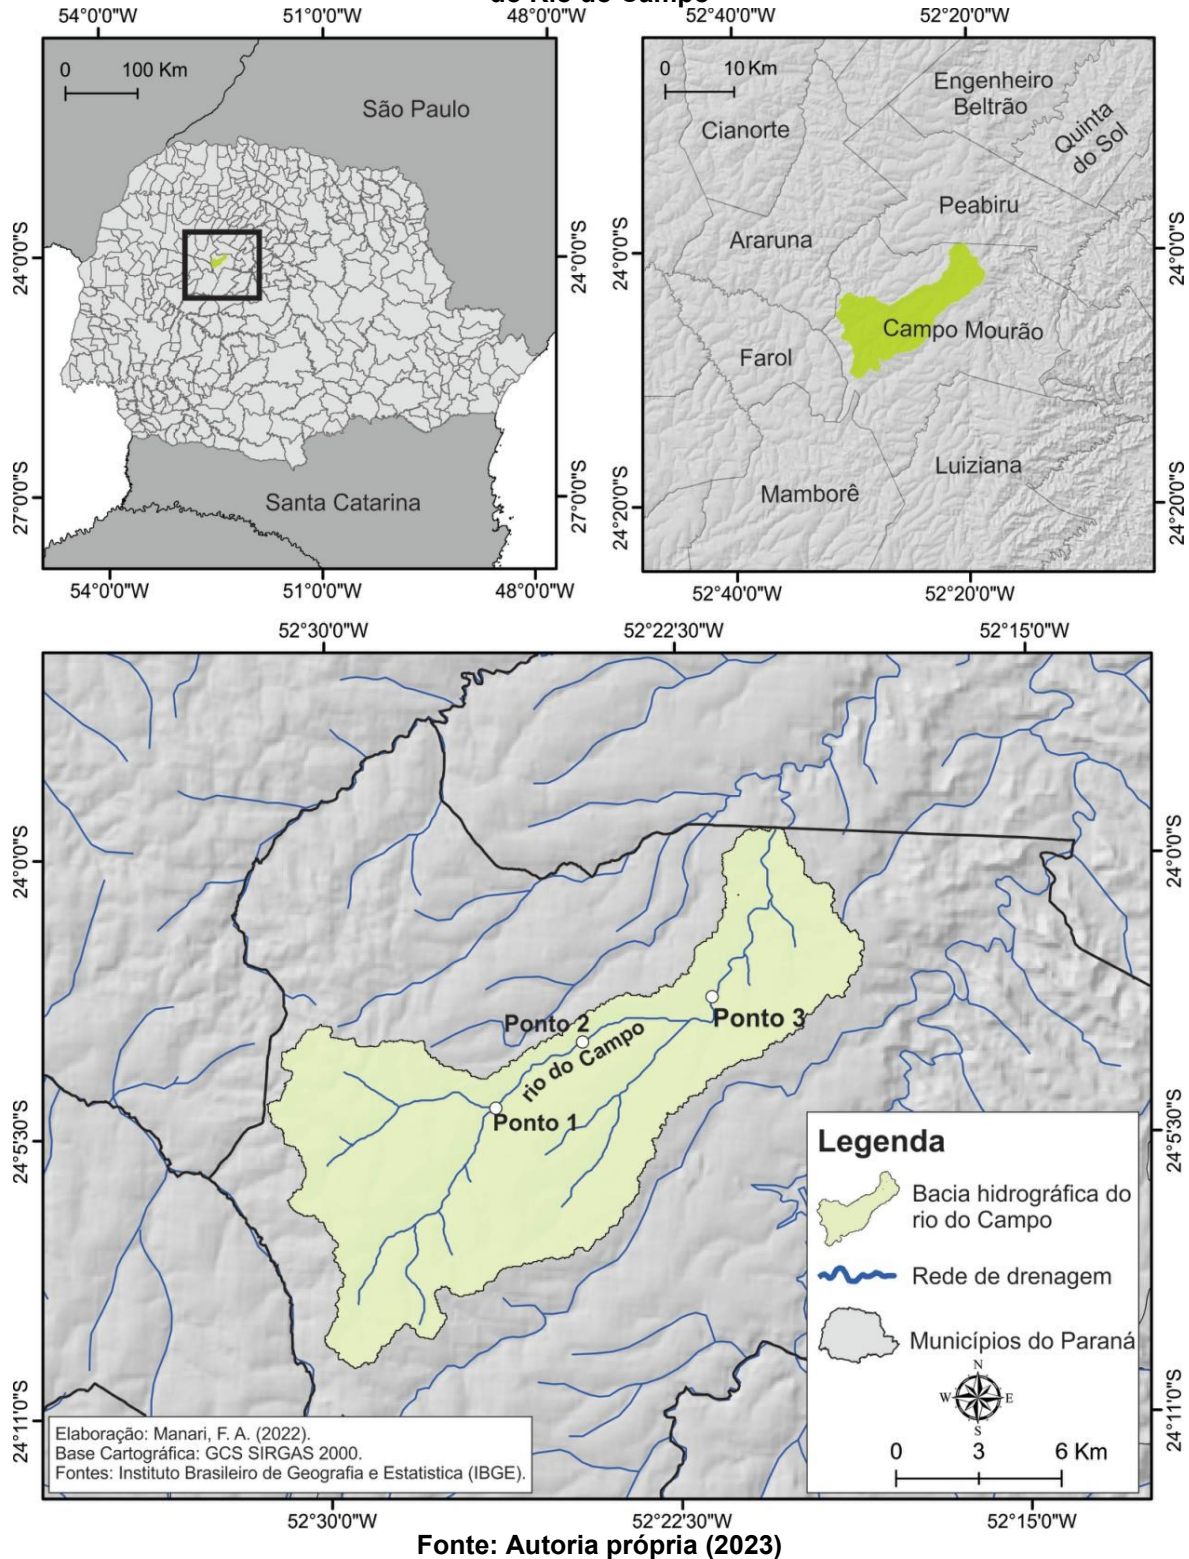 do Rio do Campo
54°0'0"W 51°0'0"W 48°0'0"W
0 100 Km
São Paulo
Santa Catarina
24°0'0"S
27°0'0"S
24°0'0"S
27°0'0"S
54°0'0"W 51°0'0"W 48°0'0"W
52°40'0"W 52°20'0"W
0 10 Km
Engenheiro
Beltrão
Cianorte
Quinta
do Sol
Peabiru
Araruna
Campo Mourão
Farol
Luiziana
Mamborê
24°0'0"S
24°20'0"S
24°0'0"S
24°20'0"S
52°40'0"W 52°20'0"W
52°30'0"W 52°22'30"W 52°15'0"W
24°0'0"S
24°5'30"S
24°11'0"S
24°0'0"S
24°5'30"S
24°11'0"S
Ponto 2
Ponto 3
rio do Campo
Ponto 1
Legenda
Bacia hidrográfica do
rio do Campo
Rede de drenagem
Municípios do Paraná
N
W E
S
0 3 6 Km
Elaboração: Manari, F. A. (2022).
Base Cartográfica: GCS SIRGAS 2000.
Fontes: Instituto Brasileiro de Geografia e Estatistica (IBGE).
52°30'0"W 52°22'30"W 52°15'0"W
Fonte: Autoria própria (2023)